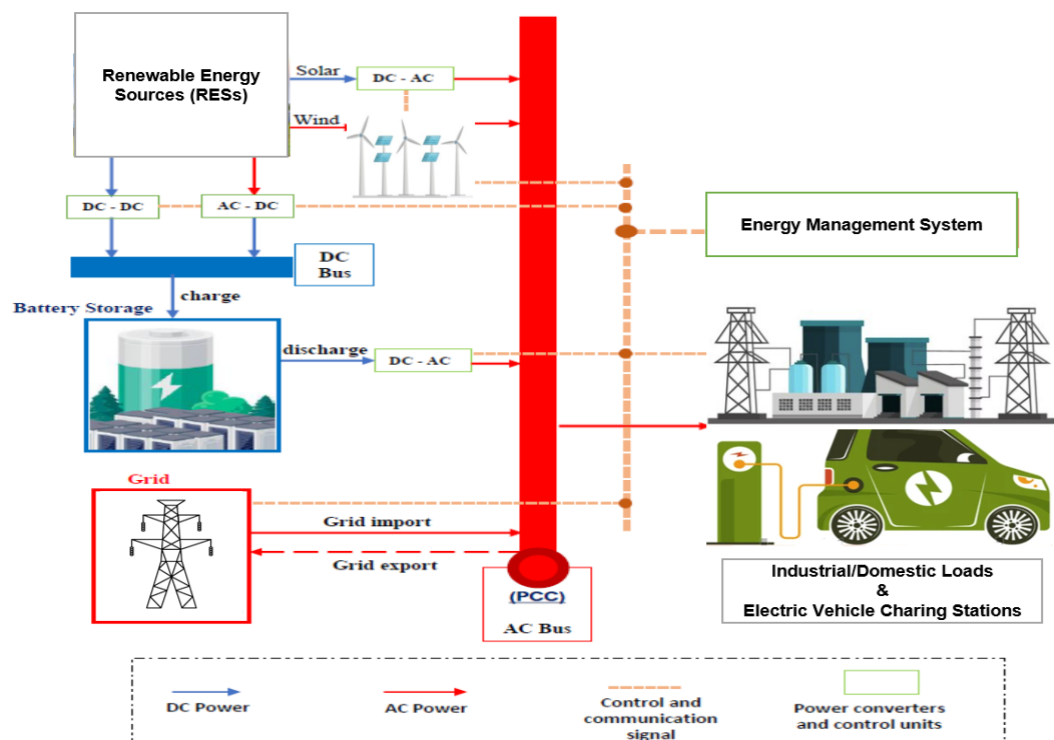 Renewable Energy
Sources (RESs)
Solar
DC - AC
Wind
DC - DC
AC - DC
DC
Bus
charge
Battery Storage
discharge
DC - AC
Energy Management System
Grid
Grid import
Grid export
(PCC)
AC Bus
Industrial/Domestic Loads
&
Electric Vehicle Charing Stations
DC Power
AC Power
Control and
communication
signal
Power converters
and control units